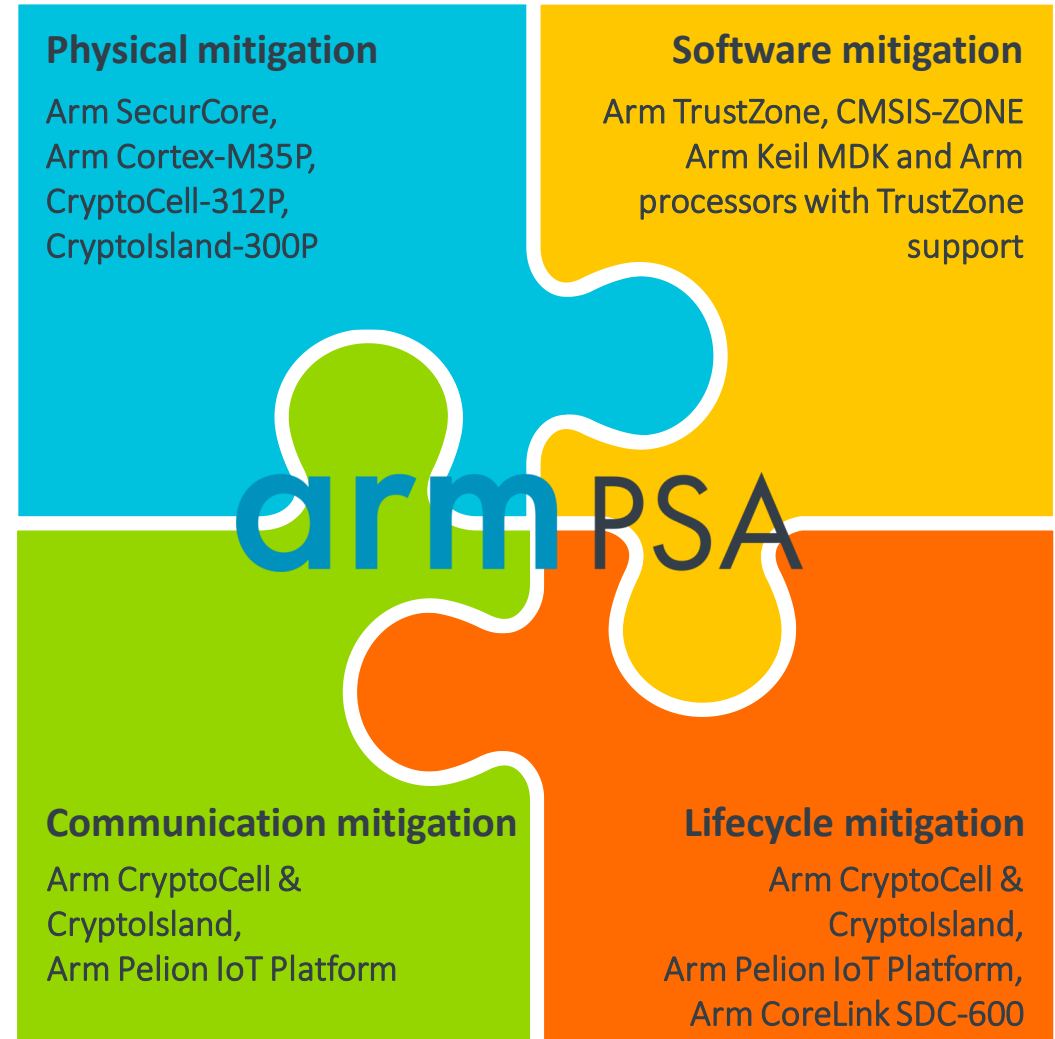 Physical mitigation
Arm SecurCore,
Arm Cortex-M35P,
CryptoCell-312P,
CryptoIsland-300P
Software mitigation
Arm TrustZone, CMSIS-ZONE
Arm Keil MDK and Arm
processors with TrustZone
support
arm PSA
Communication mitigation
Arm CryptoCell &
CryptoIsland,
Arm Pelion IoT Platform
Lifecycle mitigation
Arm CryptoCell &
CryptoIsland,
Arm Pelion IoT Platform,
Arm CoreLink SDC-600